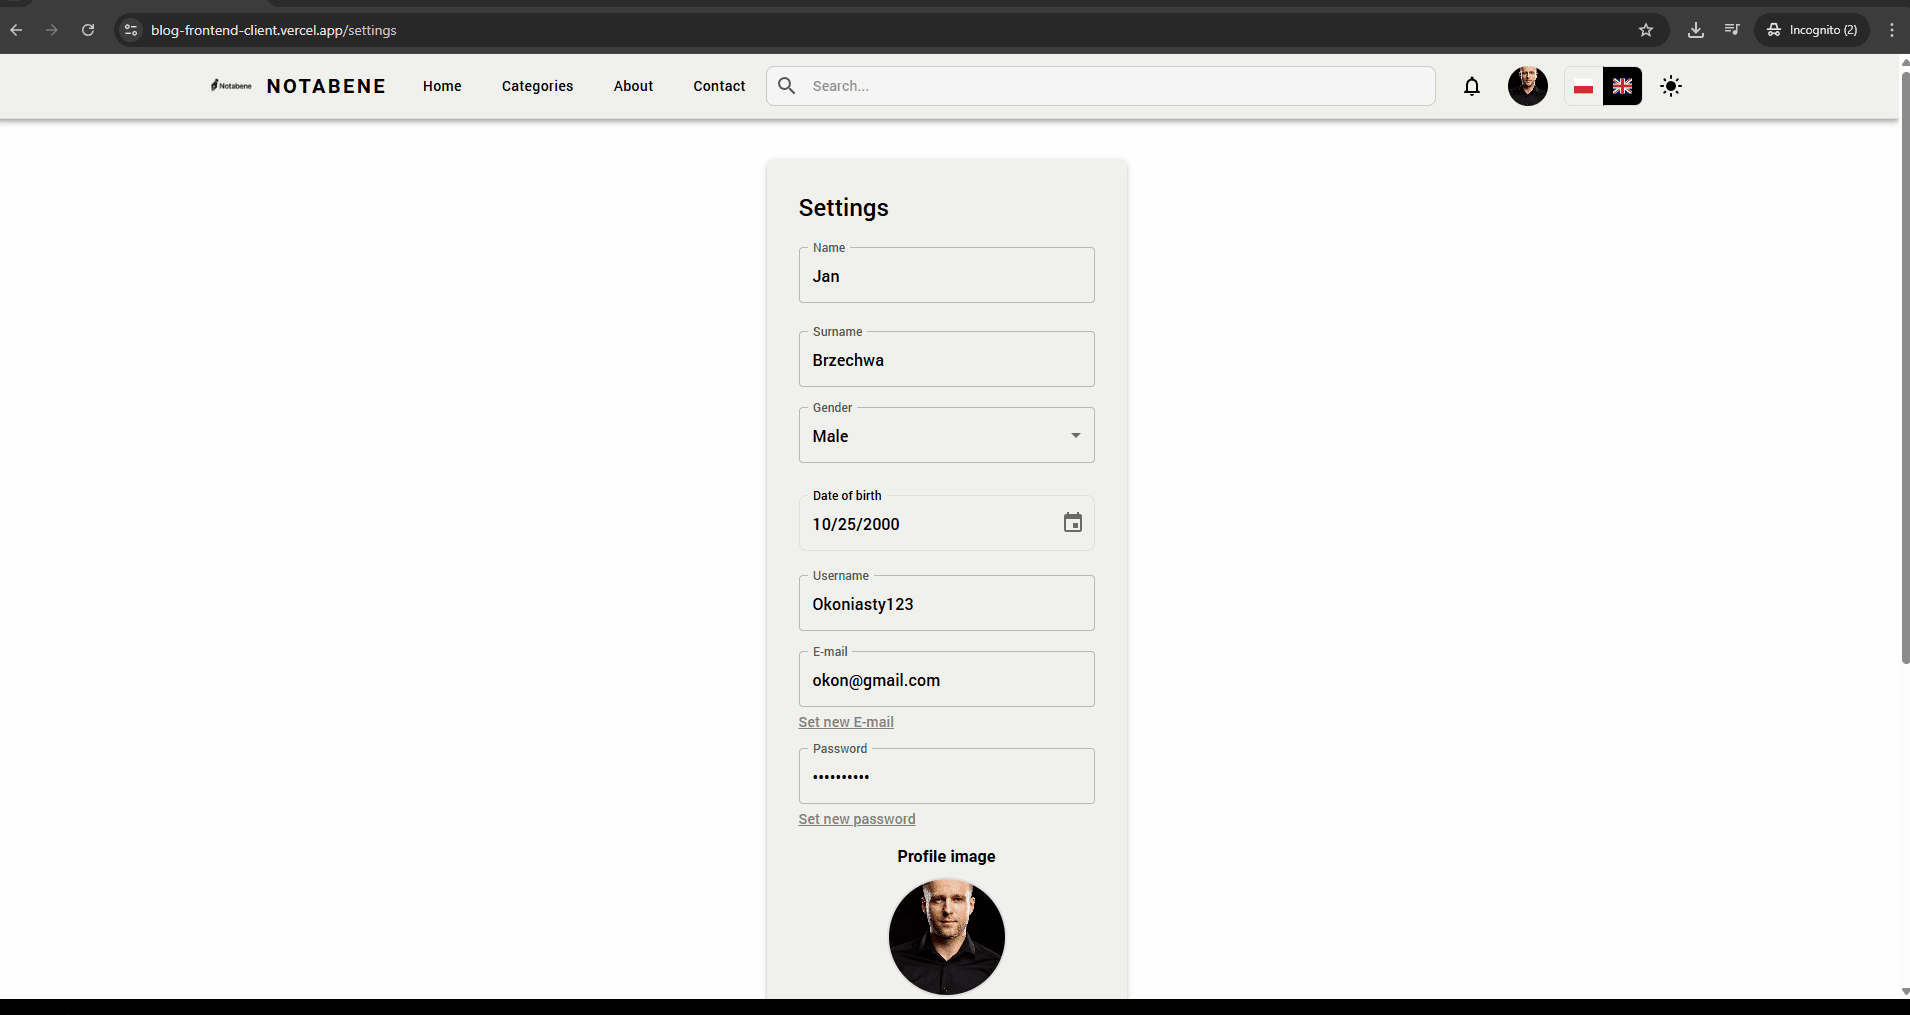 blog-frontend-client.vercel.app/settings
Incognito (2)
Notabene NOTABENE Home Categories About Contact Search...
Settings
Name
Jan
Surname
Brzechwa
Gender
Male
Date of birth
10/25/2000
Username
Okoniasty123
E-mail
okon@gmail.com
Set new E-mail
Password
••••••••••
Set new password
Profile image